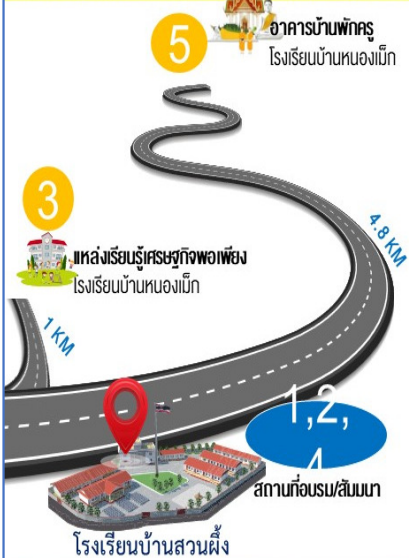 5
อาคารบ้านพักครู
โรงเรียนบ้านหนองเม็ก
3
4.8 KM
แหล่งเรียนรู้เศรษฐกิจพอเพียง
โรงเรียนบ้านหนองเม็ก
1 KM
1,2,
4
สถานที่อบรม/สัมมนา
โรงเรียนบ้านสวนผึ้ง